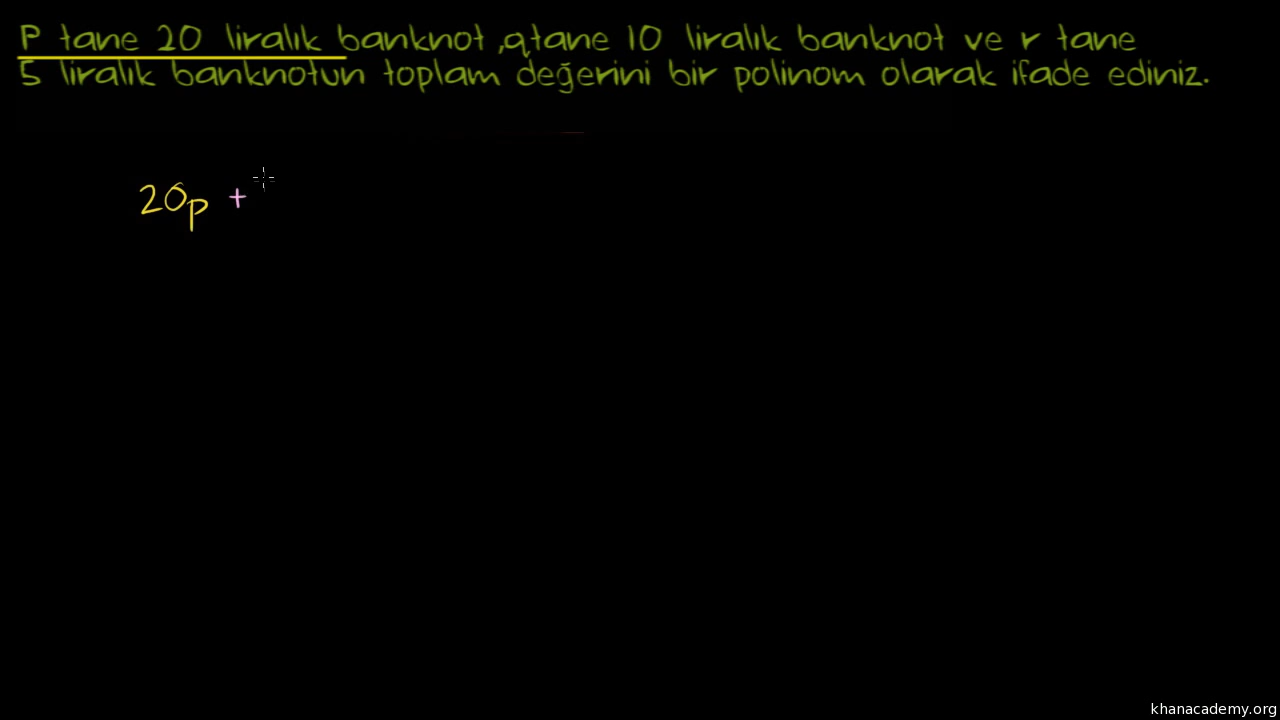 P tane 20 liralık banknot ,q tane 10 liralık banknot ve r tane
5 liralık banknotun toplam değerini bir polinom olarak ifade ediniz.
20p +
khanacademy.org